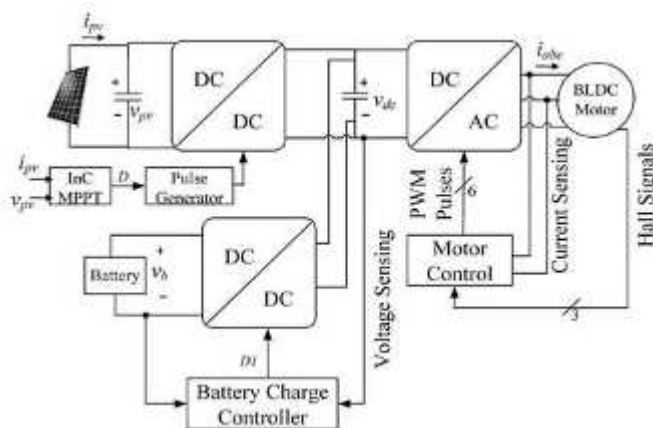 i_pv
i_abc
DC
DC
BLDC
Motor
+
v_pv
−
+
v_dc
−
DC
AC
i_pv
v_pv
InC
MPPT
D
Pulse
Generator
PWM
Pulses
6
Current Sensing
Hall Signals
Motor
Control
3
Battery
+
v_b
−
DC
DC
Voltage Sensing
D1
Battery Charge
Controller